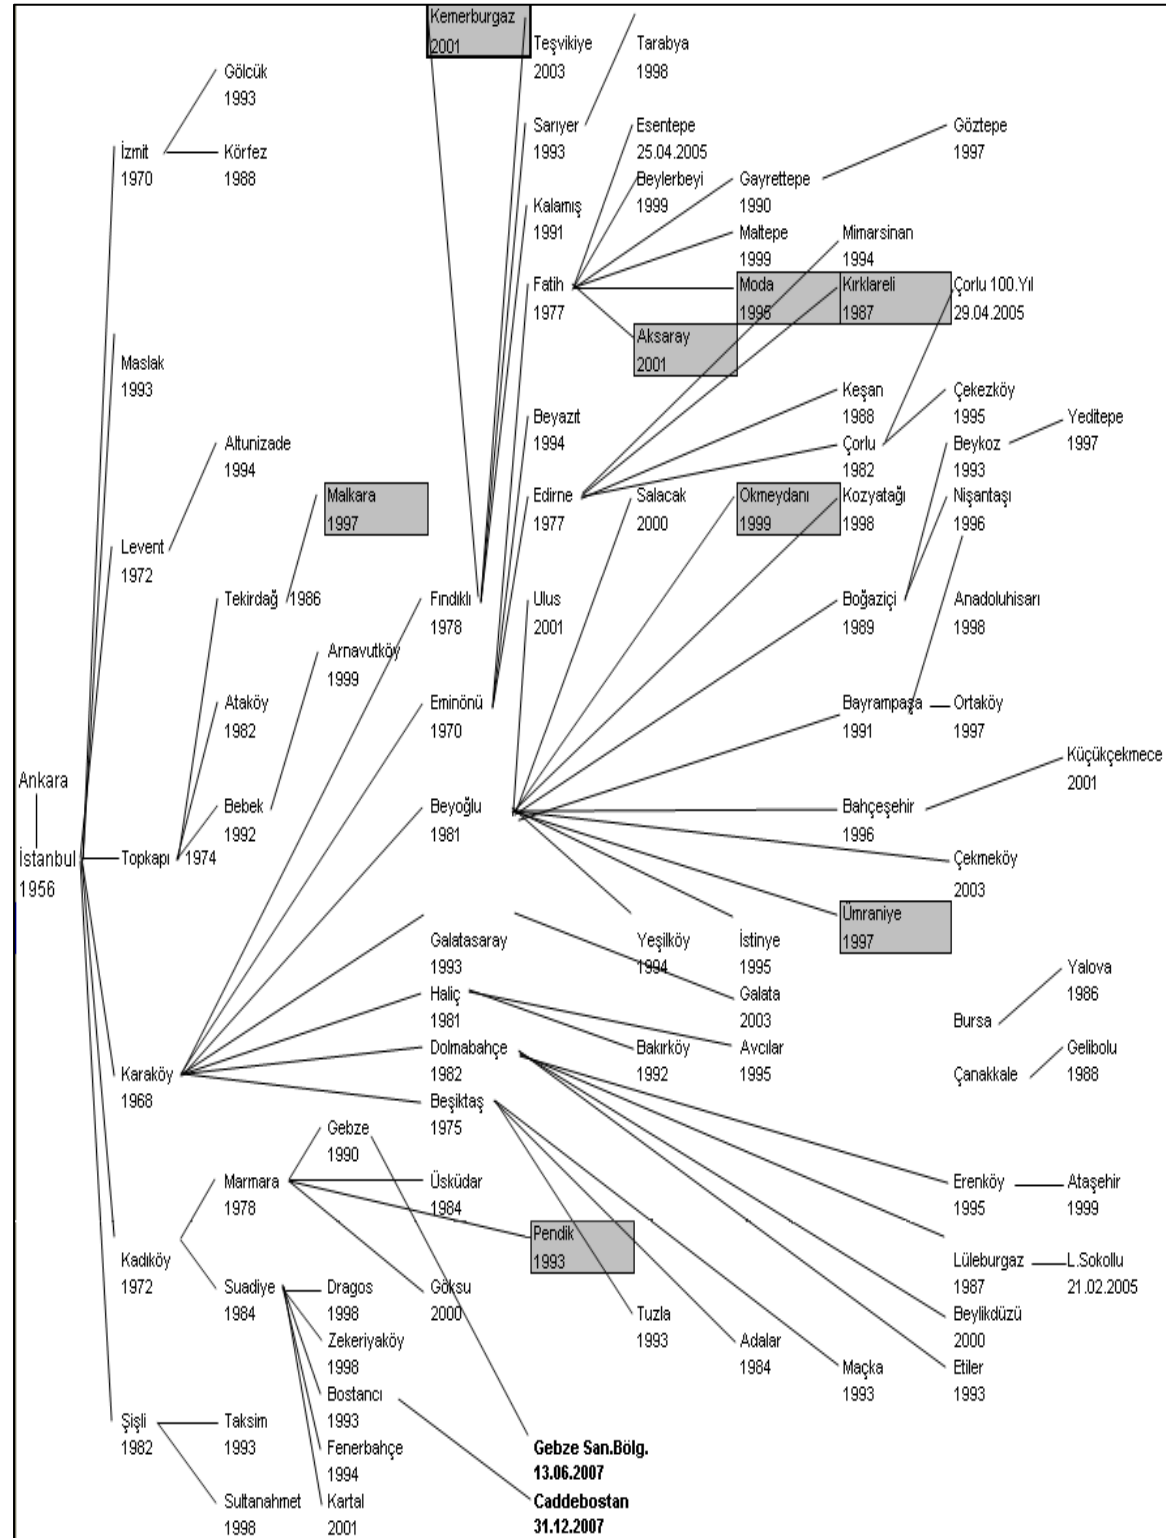 Kemerburgaz
2001
Teşvikiye
2003
Tarabya
1998
Gölcük
1993
İzmit
1970
Körfez
1988
Sarıyer
1993
Esentepe
25.04.2005
Göztepe
1997
Beylerbeyi
1999
Gayrettepe
1990
Kalamış
1991
Maltepe
1999
Mimarsinan
1994
Fatih
1977
Moda
1995
Kırklareli
1987
Çorlu 100.Yıl
29.04.2005
Aksaray
2001
Maslak
1993
Keşan
1988
Çekezköy
1995
Beyazıt
1994
Yeditepe
1997
Altunizade
1994
Çorlu
1982
Beykoz
1993
Malkara
1997
Edirne
1977
Salacak
2000
Okmeydanı
1999
Kozyatağı
1998
Nişantaşı
1996
Levent
1972
Tekirdağ 1986
Fındıklı
1978
Ulus
2001
Boğaziçi
1989
Anadoluhisarı
1998
Arnavutköy
1999
Ataköy
1982
Eminönü
1970
Bayrampaşa
1991
Ortaköy
1997
Küçükçekmece
2001
Ankara
Bebek
1992
Beyoğlu
1981
Bahçeşehir
1996
İstanbul
1956
Topkapı 1974
Çekmeköy
2003
Ümraniye
1997
Galatasaray
1993
Yeşilköy
1994
İstinye
1995
Yalova
1986
Haliç
1981
Galata
2003
Bursa
Dolmabahçe
1982
Bakırköy
1992
Avcılar
1995
Gelibolu
1988
Karaköy
1968
Çanakkale
Beşiktaş
1975
Gebze
1990
Marmara
1978
Üsküdar
1984
Erenköy
1995
Ataşehir
1999
Pendik
1993
Kadıköy
1972
Lüleburgaz
1987
L.Sokollu
21.02.2005
Suadiye
1984
Dragos
1998
Göksu
2000
Tuzla
1993
Beylikdüzü
2000
Zekeriyaköy
1998
Adalar
1984
Maçka
1993
Etiler
1993
Bostancı
1993
Şişli
1982
Taksim
1993
Fenerbahçe
1994
Gebze San.Bölg.
13.06.2007
Sultanahmet
1998
Kartal
2001
Caddebostan
31.12.2007